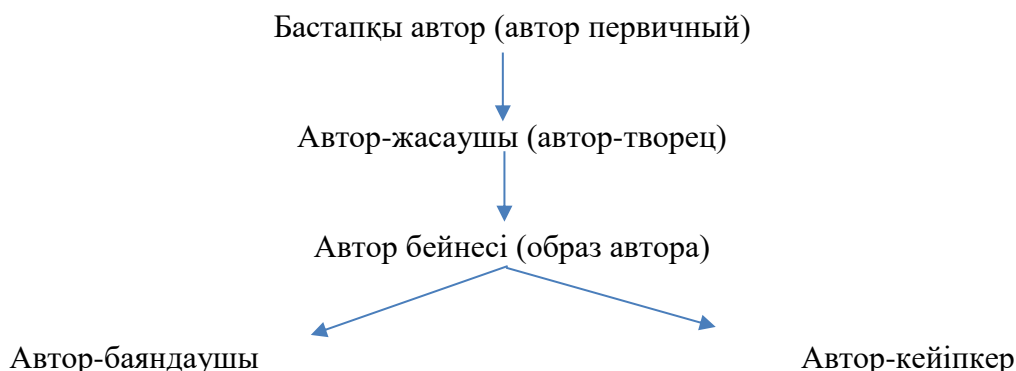 Бастапқы автор (автор первичный)
Автор-жасаушы (автор-творец)
Автор бейнесі (образ автора)
Автор-баяндаушы Автор-кейіпкер